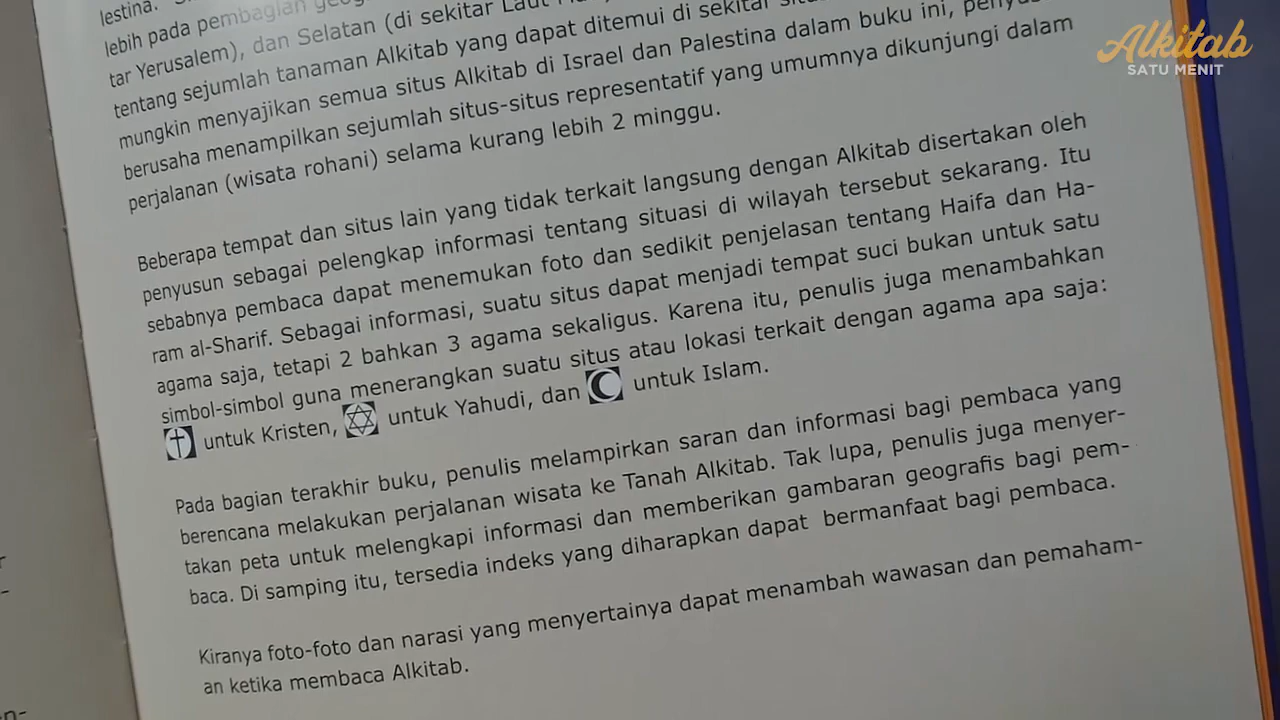 Alkitab
SATU MENIT
lestina.
lebih pada pembagian
tar Yerusalem), dan Selatan (di sekitar Laut
tentang sejumlah tanaman Alkitab yang dapat ditemui di sekitar
mungkin menyajikan semua situs Alkitab di Israel dan Palestina dalam buku ini,
berusaha menampilkan sejumlah situs-situs representatif yang umumnya dikunjungi dalam
perjalanan (wisata rohani) selama kurang lebih 2 minggu.
Beberapa tempat dan situs lain yang tidak terkait langsung dengan Alkitab disertakan oleh
penyusun sebagai pelengkap informasi tentang situasi di wilayah tersebut sekarang. Itu
sebabnya pembaca dapat menemukan foto dan sedikit penjelasan tentang Haifa dan Ha-
ram al-Sharif. Sebagai informasi, suatu situs dapat menjadi tempat suci bukan untuk satu
agama saja, tetapi 2 bahkan 3 agama sekaligus. Karena itu, penulis juga menambahkan
simbol-simbol guna menerangkan suatu situs atau lokasi terkait dengan agama apa saja:
untuk Kristen, untuk Yahudi, dan untuk Islam.
Pada bagian terakhir buku, penulis melampirkan saran dan informasi bagi pembaca yang
berencana melakukan perjalanan wisata ke Tanah Alkitab. Tak lupa, penulis juga menyer-
takan peta untuk melengkapi informasi dan memberikan gambaran geografis bagi pem-
baca. Di samping itu, tersedia indeks yang diharapkan dapat bermanfaat bagi pembaca.
Kiranya foto-foto dan narasi yang menyertainya dapat menambah wawasan dan pemaham-
an ketika membaca Alkitab.